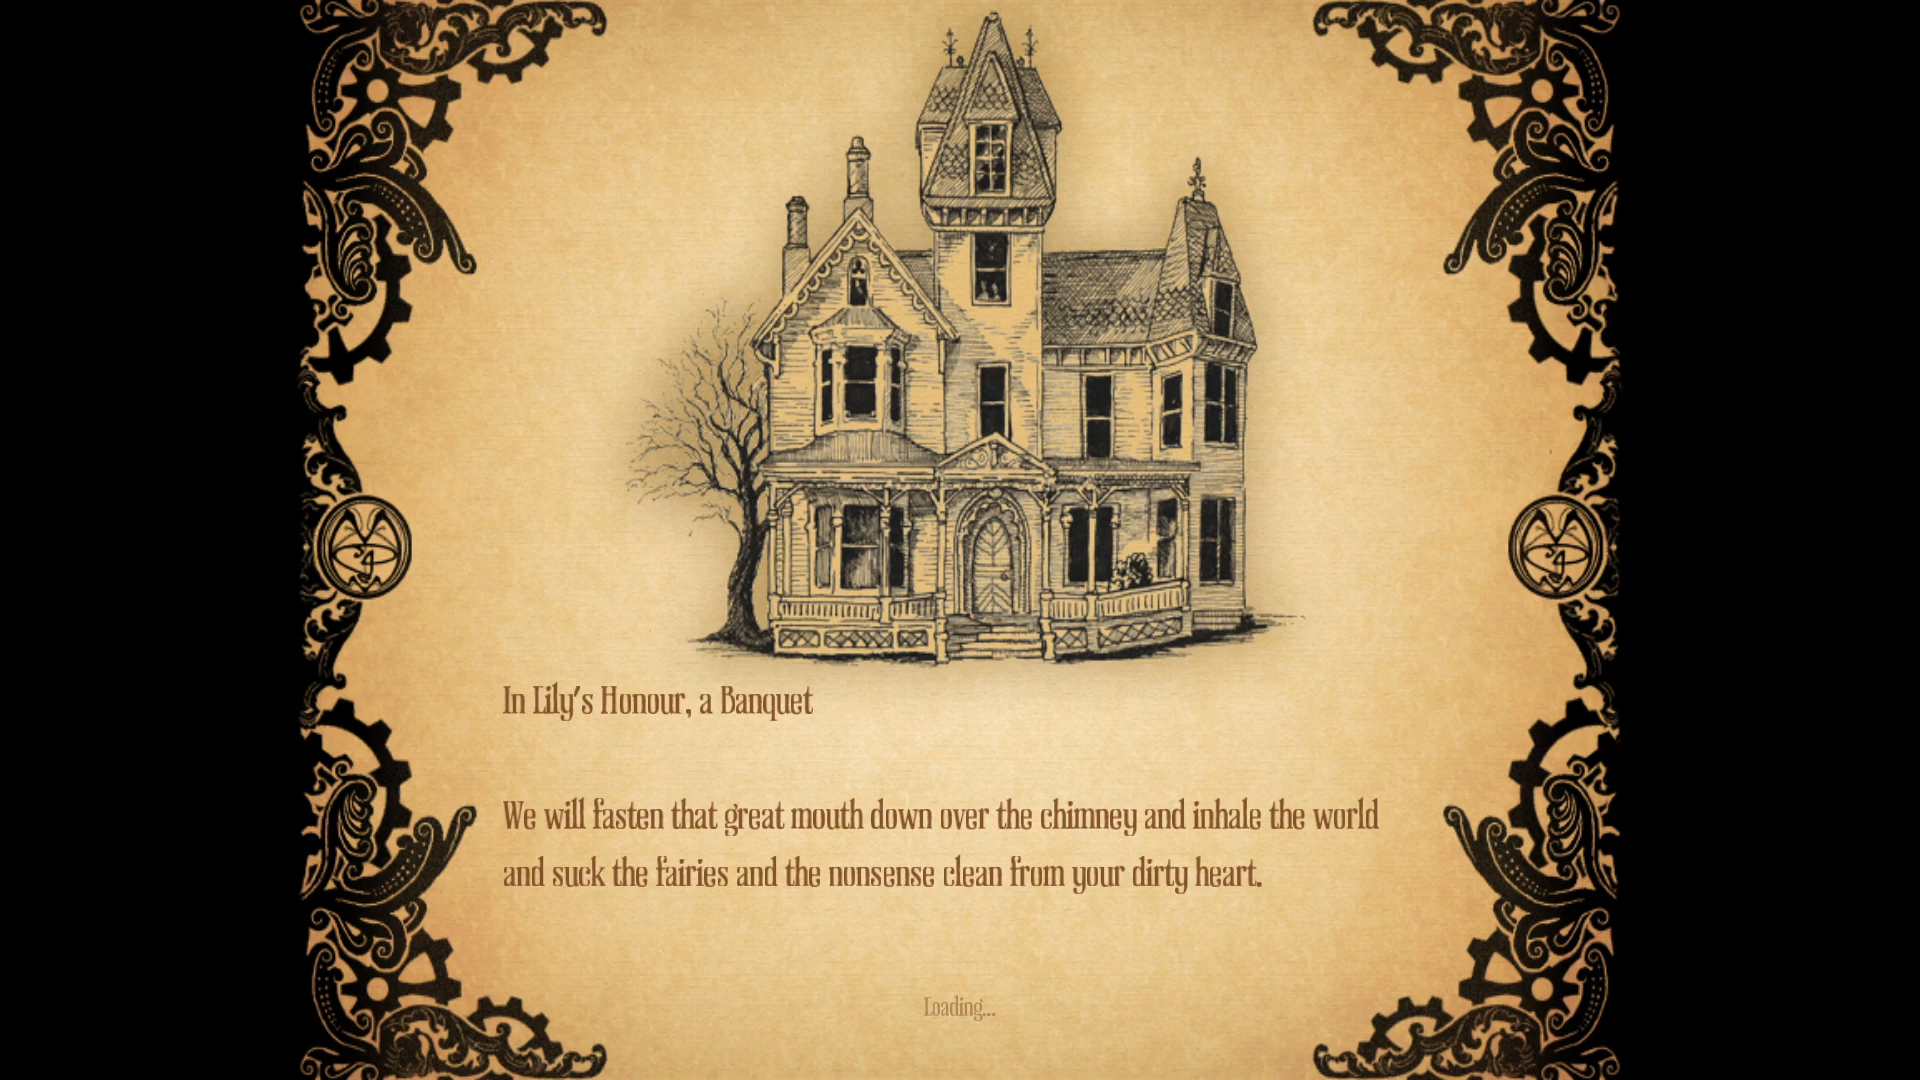 In Lily's Honour, a Banquet
We will fasten that great mouth down over the chimney and inhale the world
and suck the fairies and the nonsense clean from your dirty heart.
Loading...